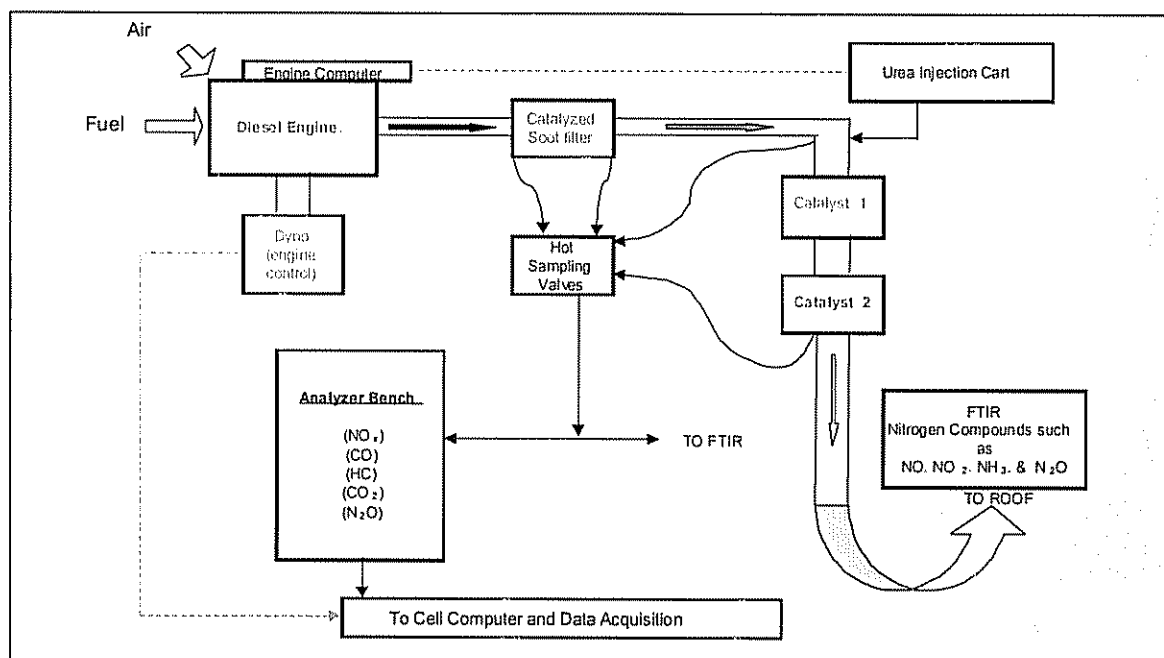 Air
Engine Computer
Urea Injection Cart
Fuel
Diesel Engine.
Catalyzed
Soot filter
Catalyst 1
Dyno
(engine
control)
Hot
Sampling
Valves
Catalyst 2
Analyzer Bench
(NOₓ)
(CO)
(HC)
(CO₂)
(N₂O)
TO FTIR
FTIR
Nitrogen Compounds such
as
NO, NO₂, NH₃, & N₂O
TO ROOF
To Cell Computer and Data Acquisition